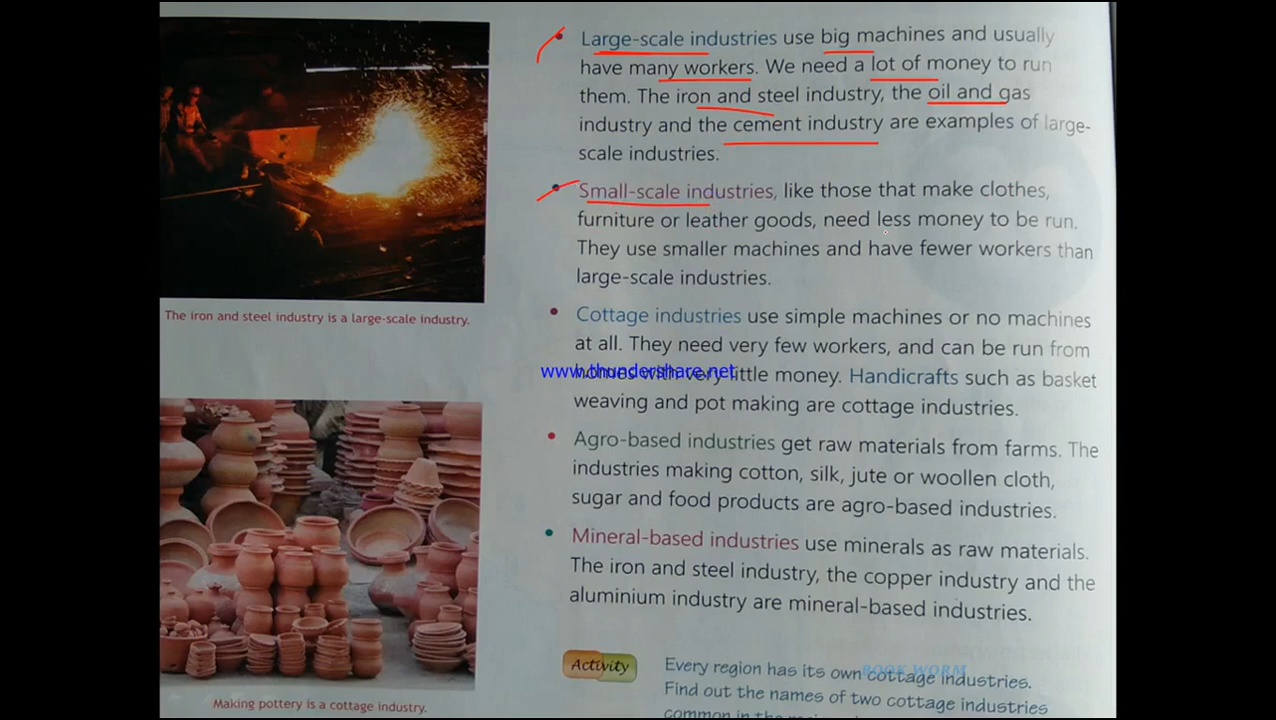 Large-scale industries use big machines and usually
have many workers. We need a lot of money to run
them. The iron and steel industry, the oil and gas
industry and the cement industry are examples of large-
scale industries.
Small-scale industries, like those that make clothes,
furniture or leather goods, need less money to be run.
They use smaller machines and have fewer workers than
large-scale industries.
The iron and steel industry is a large-scale industry.
Cottage industries use simple machines or no machines
at all. They need very few workers, and can be run from
www.thundershare.net
homes with very little money. Handicrafts such as basket
weaving and pot making are cottage industries.
Agro-based industries get raw materials from farms. The
industries making cotton, silk, jute or woollen cloth,
sugar and food products are agro-based industries.
Mineral-based industries use minerals as raw materials.
The iron and steel industry, the copper industry and the
aluminium industry are mineral-based industries.
Making pottery is a cottage industry.
Activity
BOOK WORM
Every region has its own cottage industries.
Find out the names of two cottage industries
common in the